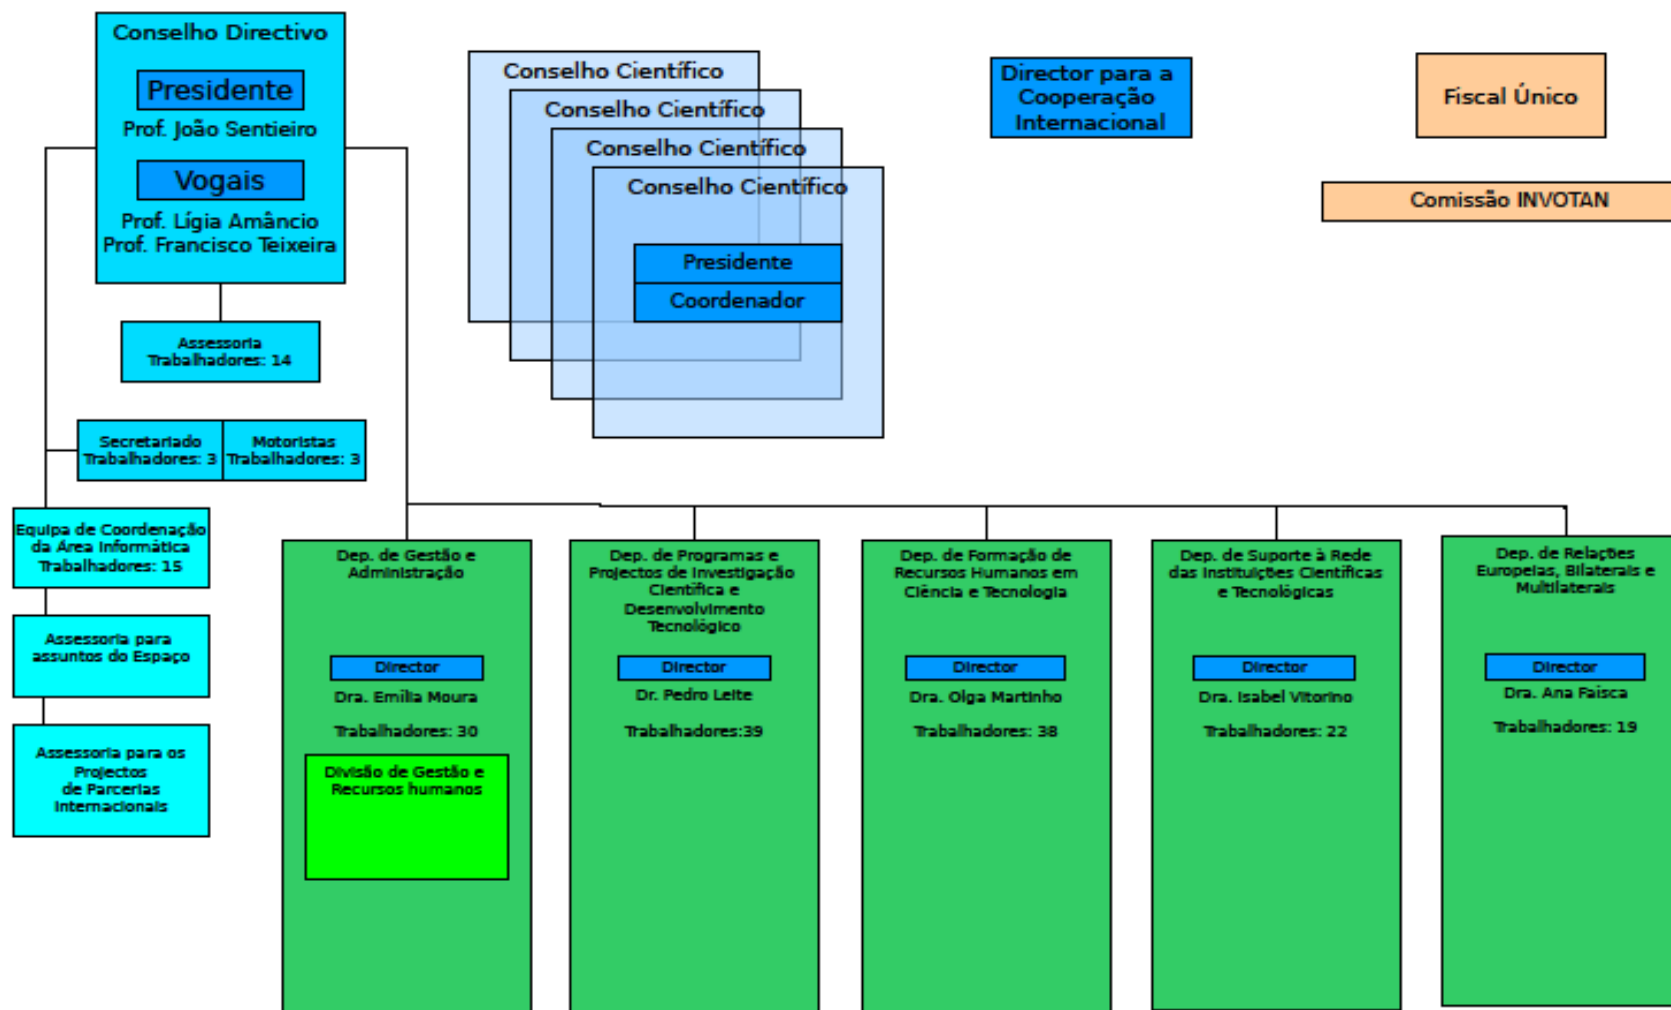 Conselho Directivo
Presidente
Prof. João Sentieiro
Vogais
Prof. Lígia Amâncio
Prof. Francisco Teixeira
Assessoria
Trabalhadores: 14
Secretariado
Trabalhadores: 3
Motoristas
Trabalhadores: 3
Equipa de Coordenação
da Área Informática
Trabalhadores: 15
Assessoria para
assuntos do Espaço
Assessoria para os
Projectos
de Parcerias
Internacionais
Conselho Científico
Conselho Científico
Conselho Científico
Conselho Científico
Presidente
Coordenador
Director para a
Cooperação
Internacional
Fiscal Único
Comissão INVOTAN
Dep. de Gestão e
Administração
Director
Dra. Emília Moura
Trabalhadores: 30
Divisão de Gestão e
Recursos humanos
Dep. de Programas e
Projectos de Investigação
Científica e
Desenvolvimento
Tecnológico
Director
Dr. Pedro Leite
Trabalhadores:39
Dep. de Formação de
Recursos Humanos em
Ciência e Tecnologia
Director
Dra. Olga Martinho
Trabalhadores: 38
Dep. de Suporte à Rede
das Instituições Científicas
e Tecnológicas
Director
Dra. Isabel Vitorino
Trabalhadores: 22
Dep. de Relações
Europeias, Bilaterais e
Multilaterais
Director
Dra. Ana Faisca
Trabalhadores: 19